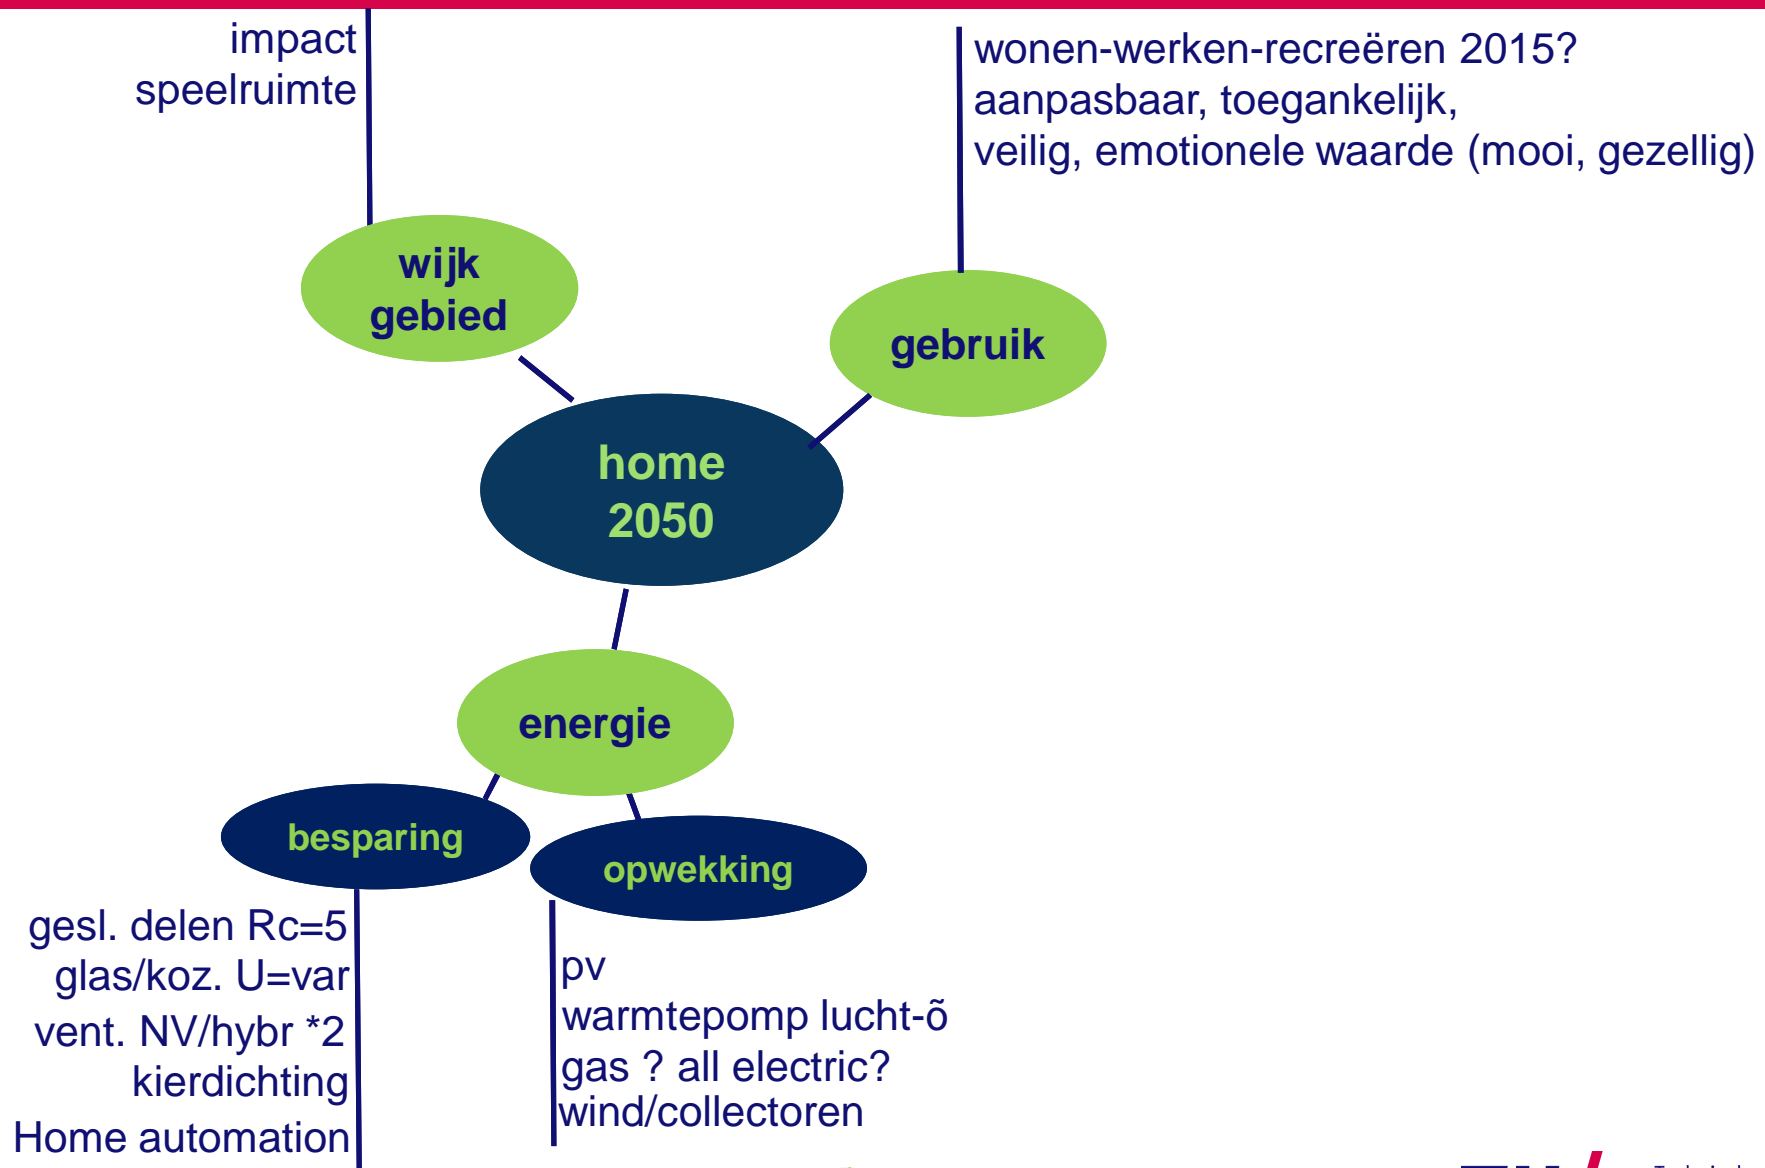 impact
speelruimte
wonen-werken-recreëren 2015?
aanpasbaar, toegankelijk,
veilig, emotionele waarde (mooi, gezellig)
wijk
gebied
gebruik
home
2050
energie
besparing
opwekking
gesl. delen Rc=5
glas/koz. U=var
vent. NV/hybr *2
kierdichting
Home automation
pv
warmtepomp lucht-õ
gas ? all electric?
wind/collectoren